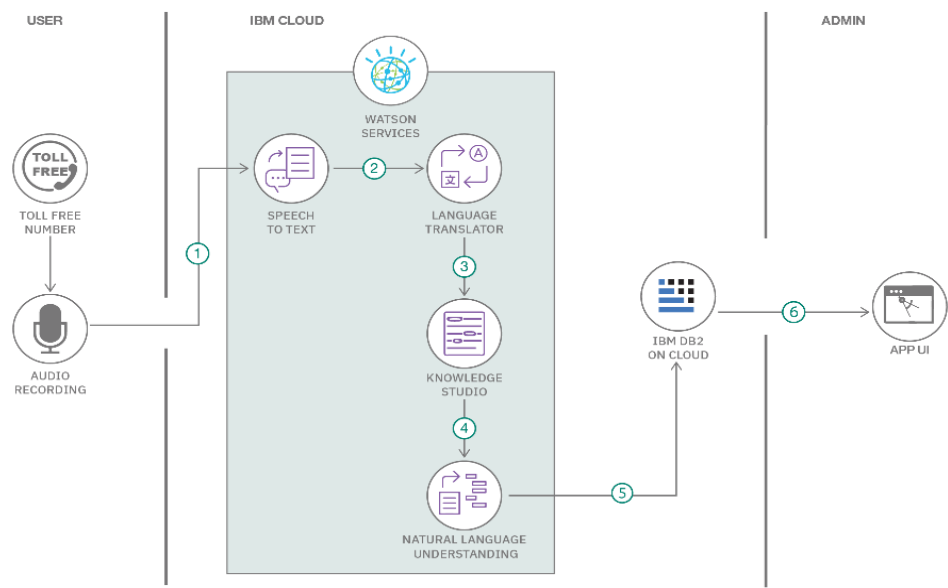 USER
IBM CLOUD
ADMIN
WATSON
SERVICES
TOLL
FREE
TOLL FREE
NUMBER
SPEECH
TO TEXT
2
A
文
LANGUAGE
TRANSLATOR
1
3
AUDIO
RECORDING
KNOWLEDGE
STUDIO
IBM DB2
ON CLOUD
6
APP UI
4
NATURAL LANGUAGE
UNDERSTANDING
5